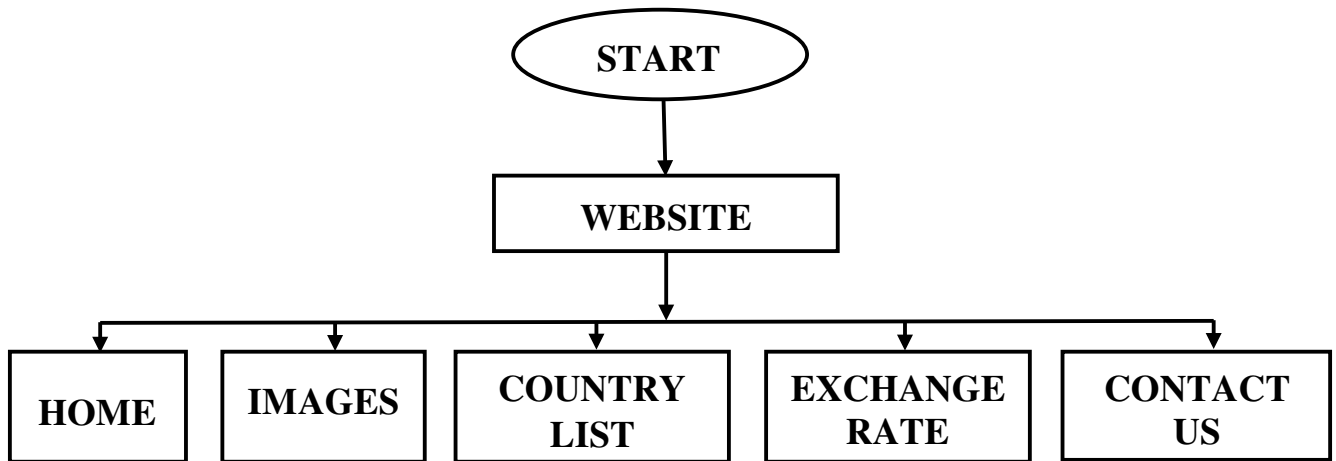 START
WEBSITE
HOME
IMAGES
COUNTRY
LIST
EXCHANGE
RATE
CONTACT
US